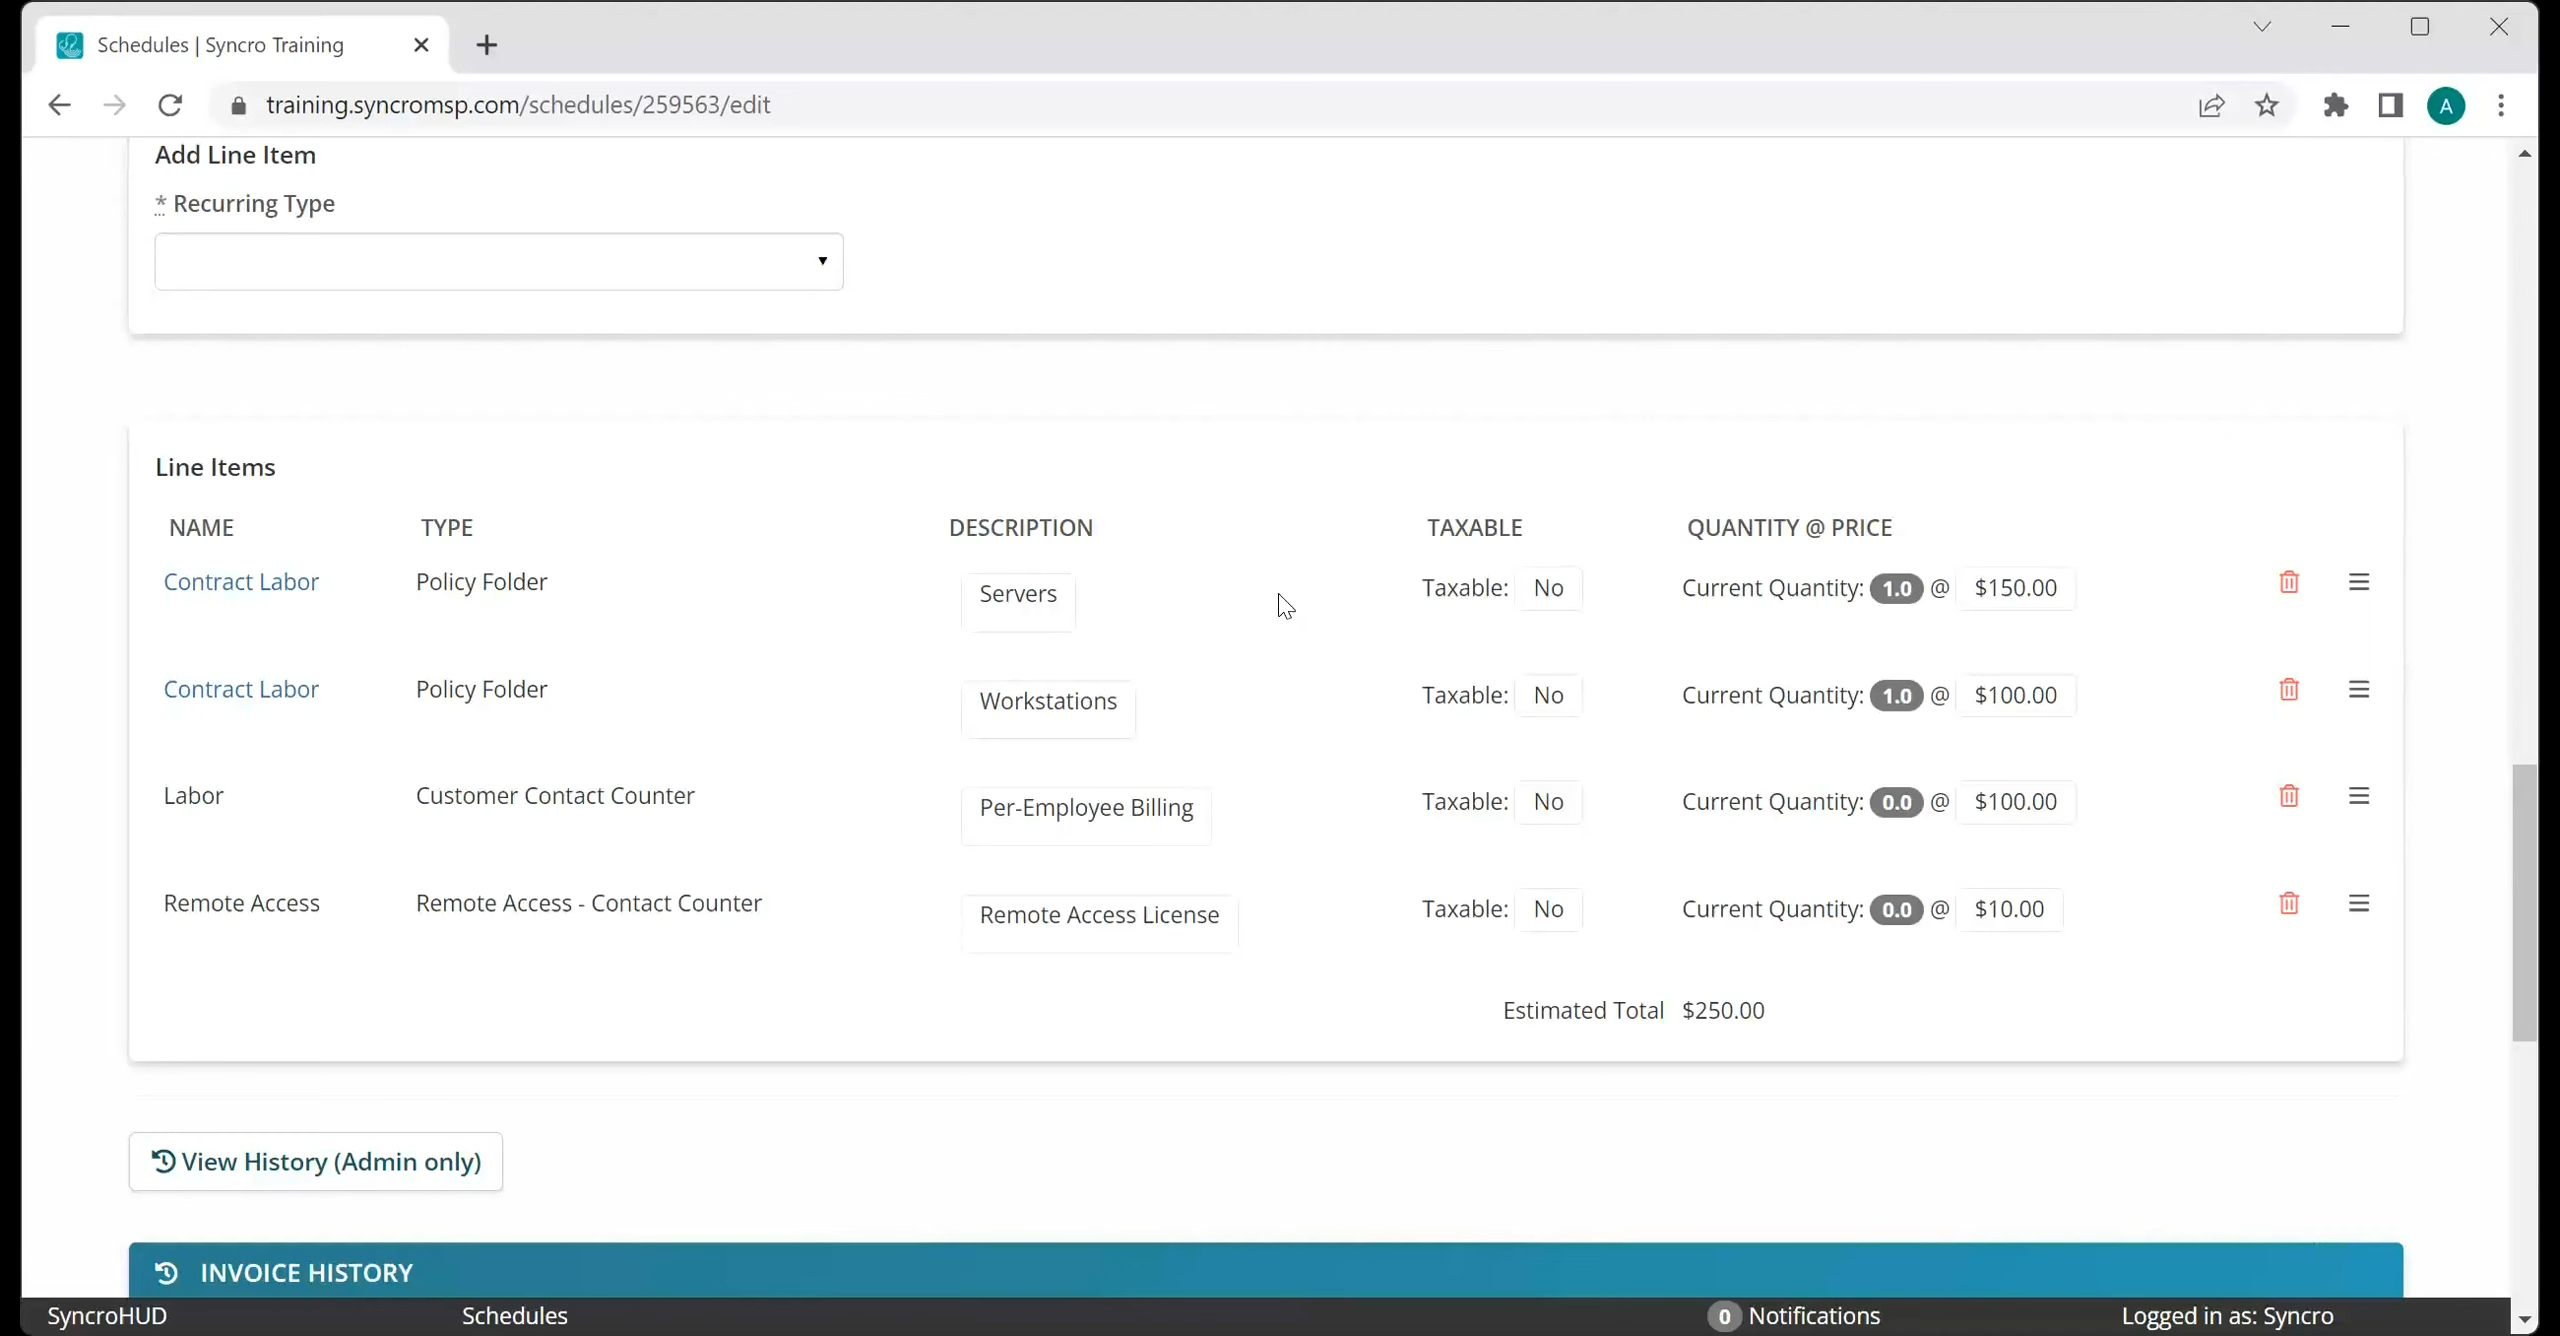 Schedules | Syncro Training
training.syncromsp.com/schedules/259563/edit
A
Add Line Item
* Recurring Type
Line Items
NAME TYPE DESCRIPTION TAXABLE QUANTITY @ PRICE
Contract Labor Policy Folder Servers Taxable: No Current Quantity: 1.0 @ $150.00
Contract Labor Policy Folder Workstations Taxable: No Current Quantity: 1.0 @ $100.00
Labor Customer Contact Counter Per-Employee Billing Taxable: No Current Quantity: 0.0 @ $100.00
Remote Access Remote Access - Contact Counter Remote Access License Taxable: No Current Quantity: 0.0 @ $10.00
Estimated Total $250.00
View History (Admin only)
INVOICE HISTORY
SyncroHUD Schedules 0 Notifications Logged in as: Syncro